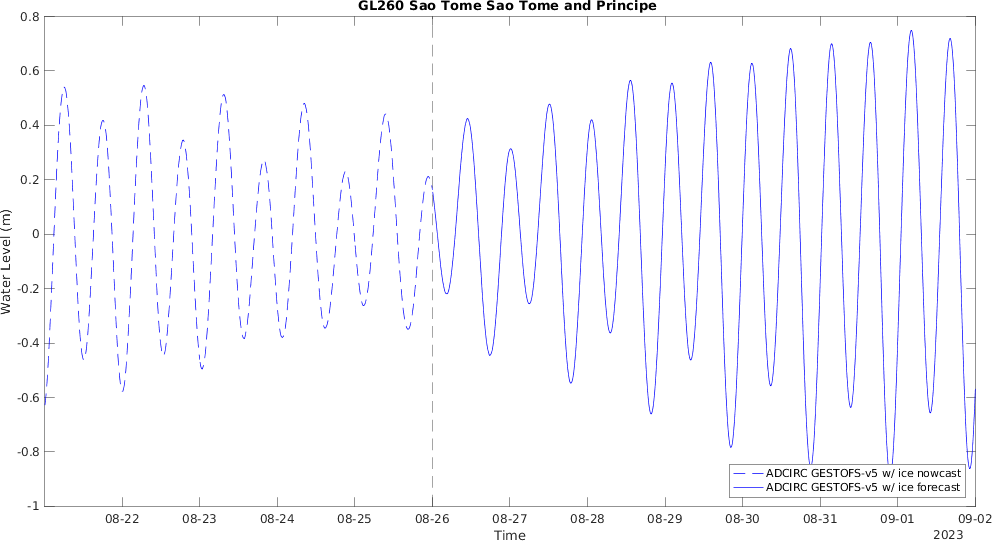 GL260 Sao Tome Sao Tome and Principe
0.8
0.6
0.4
0.2
0
-0.2
-0.4
-0.6
-0.8
-1
Water Level (m)
ADCIRC GESTOFS-v5 w/ ice nowcast
ADCIRC GESTOFS-v5 w/ ice forecast
08-22 08-23 08-24 08-25 08-26 08-27 08-28 08-29 08-30 08-31 09-01 09-02
Time
2023